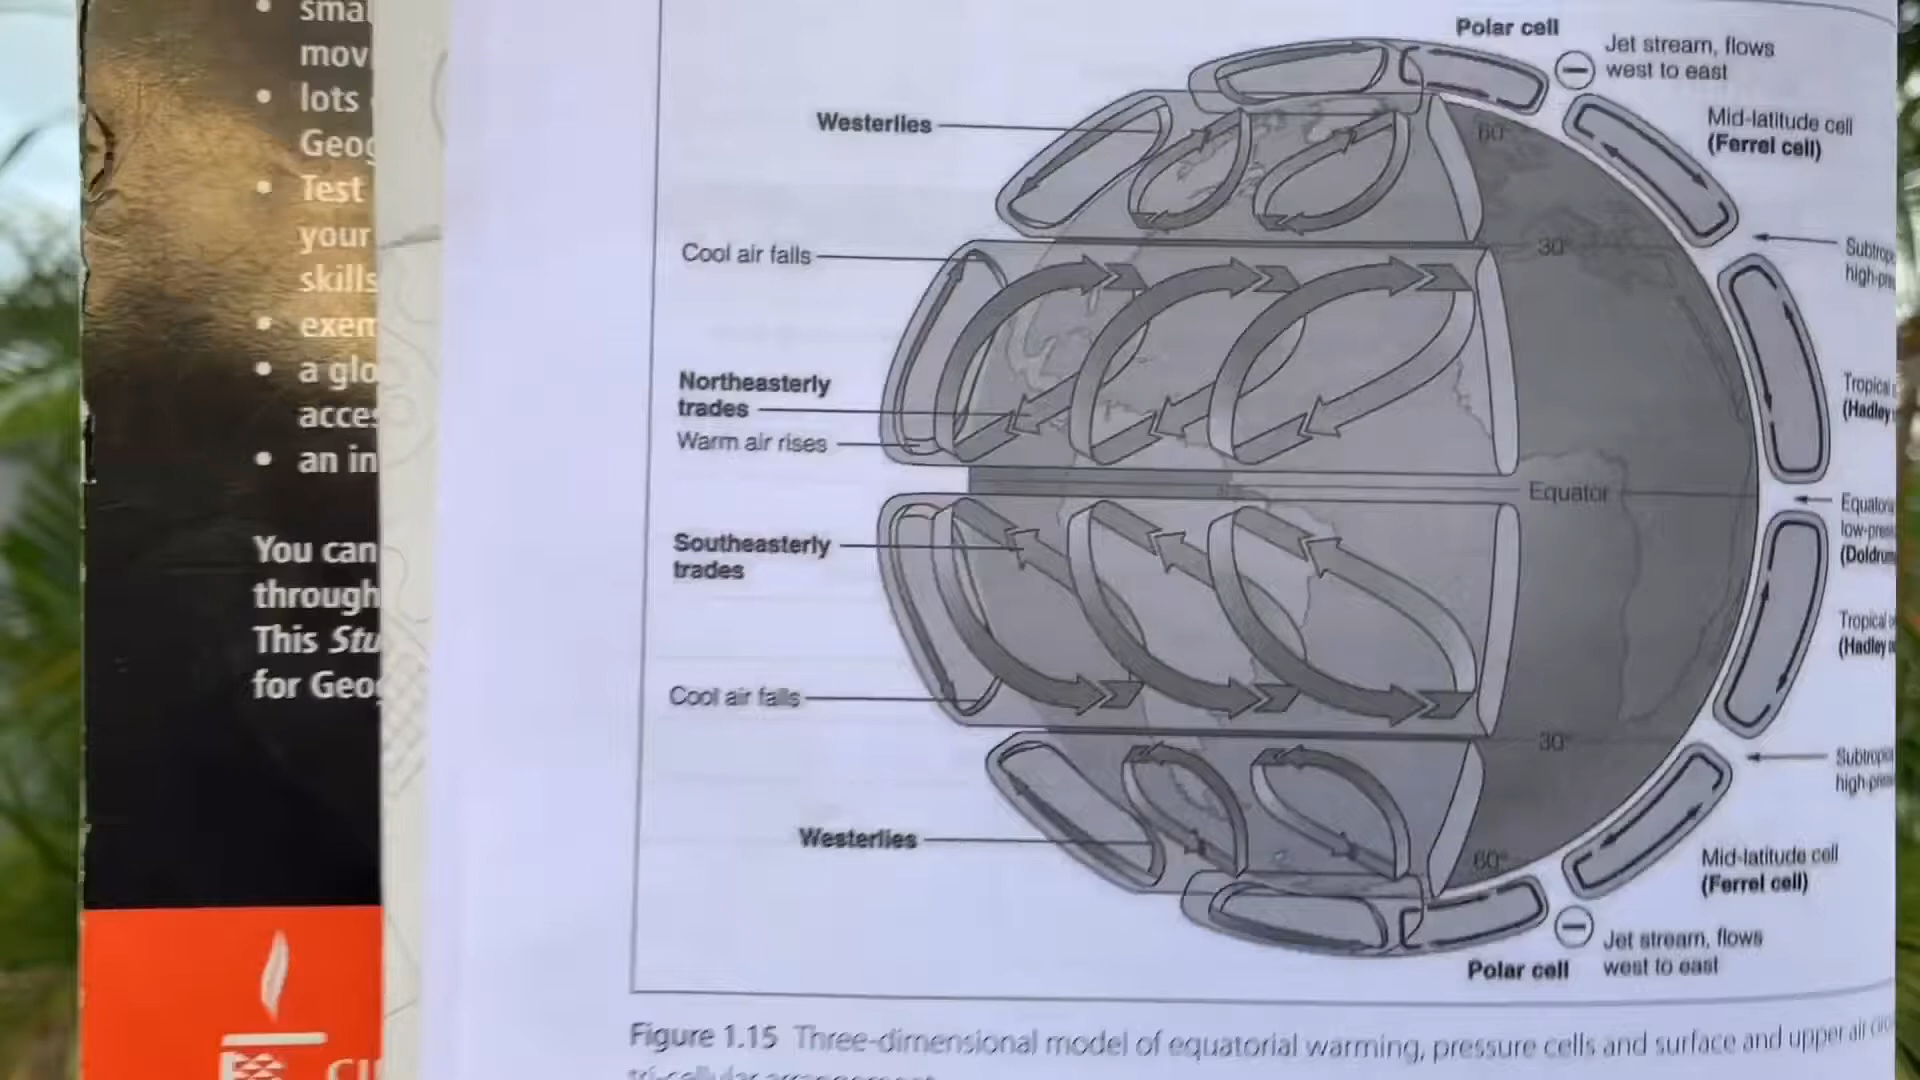 smal
mov
lots
Geog
Test
your
skills
exem
a glo
acces
an in
You can
through
This Stu
for Geog
CII
Polar cell
Jet stream, flows
west to east
Westerlies
Mid-latitude cell
(Ferrel cell)
60°
Cool air falls
30°
Subtrop
high-pre
Northeasterly
trades
Warm air rises
Tropical
(Hadley
Equator
Equatoria
low-pres
(Doldrum
Southeasterly
trades
Tropical
(Hadley
Cool air falls
30°
Subtropi
high-pres
Westerlies
60°
Mid-latitude cell
(Ferrel cell)
Jet stream, flows
west to east
Polar cell
Figure 1.15 Three-dimensional model of equatorial warming, pressure cells and surface and upper air
tri-cellular arrangement